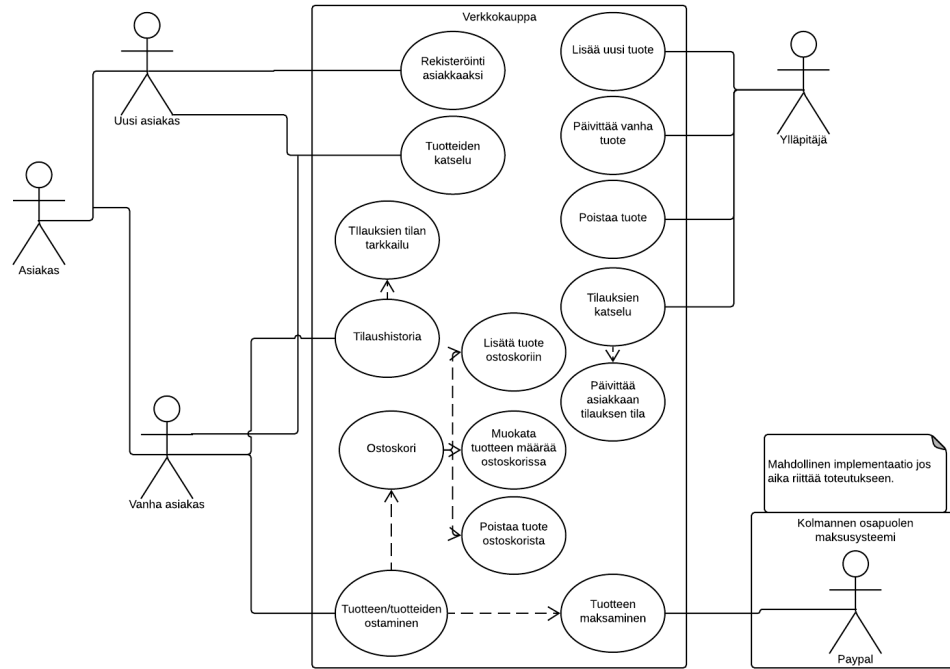 Verkkokauppa
Rekisteröinti
asiakkaaksi
Lisää uusi tuote
Uusi asiakas
Päivittää vanha
tuote
Ylläpitäjä
Tuotteiden
katselu
Poistaa tuote
TIlauksien tilan
tarkkailu
Asiakas
Tilauksien
katselu
Tilaushistoria
Lisätä tuote
ostoskoriin
Päivittää
asiakkaan
tilauksen tila
Ostoskori
Muokata
tuotteen määrää
ostoskorissa
Mahdollinen implementaatio jos
aika riittää toteutukseen.
Vanha asiakas
Poistaa tuote
ostoskorista
Kolmannen osapuolen
maksusysteemi
Tuotteen/tuotteiden
ostaminen
Tuotteen
maksaminen
Paypal